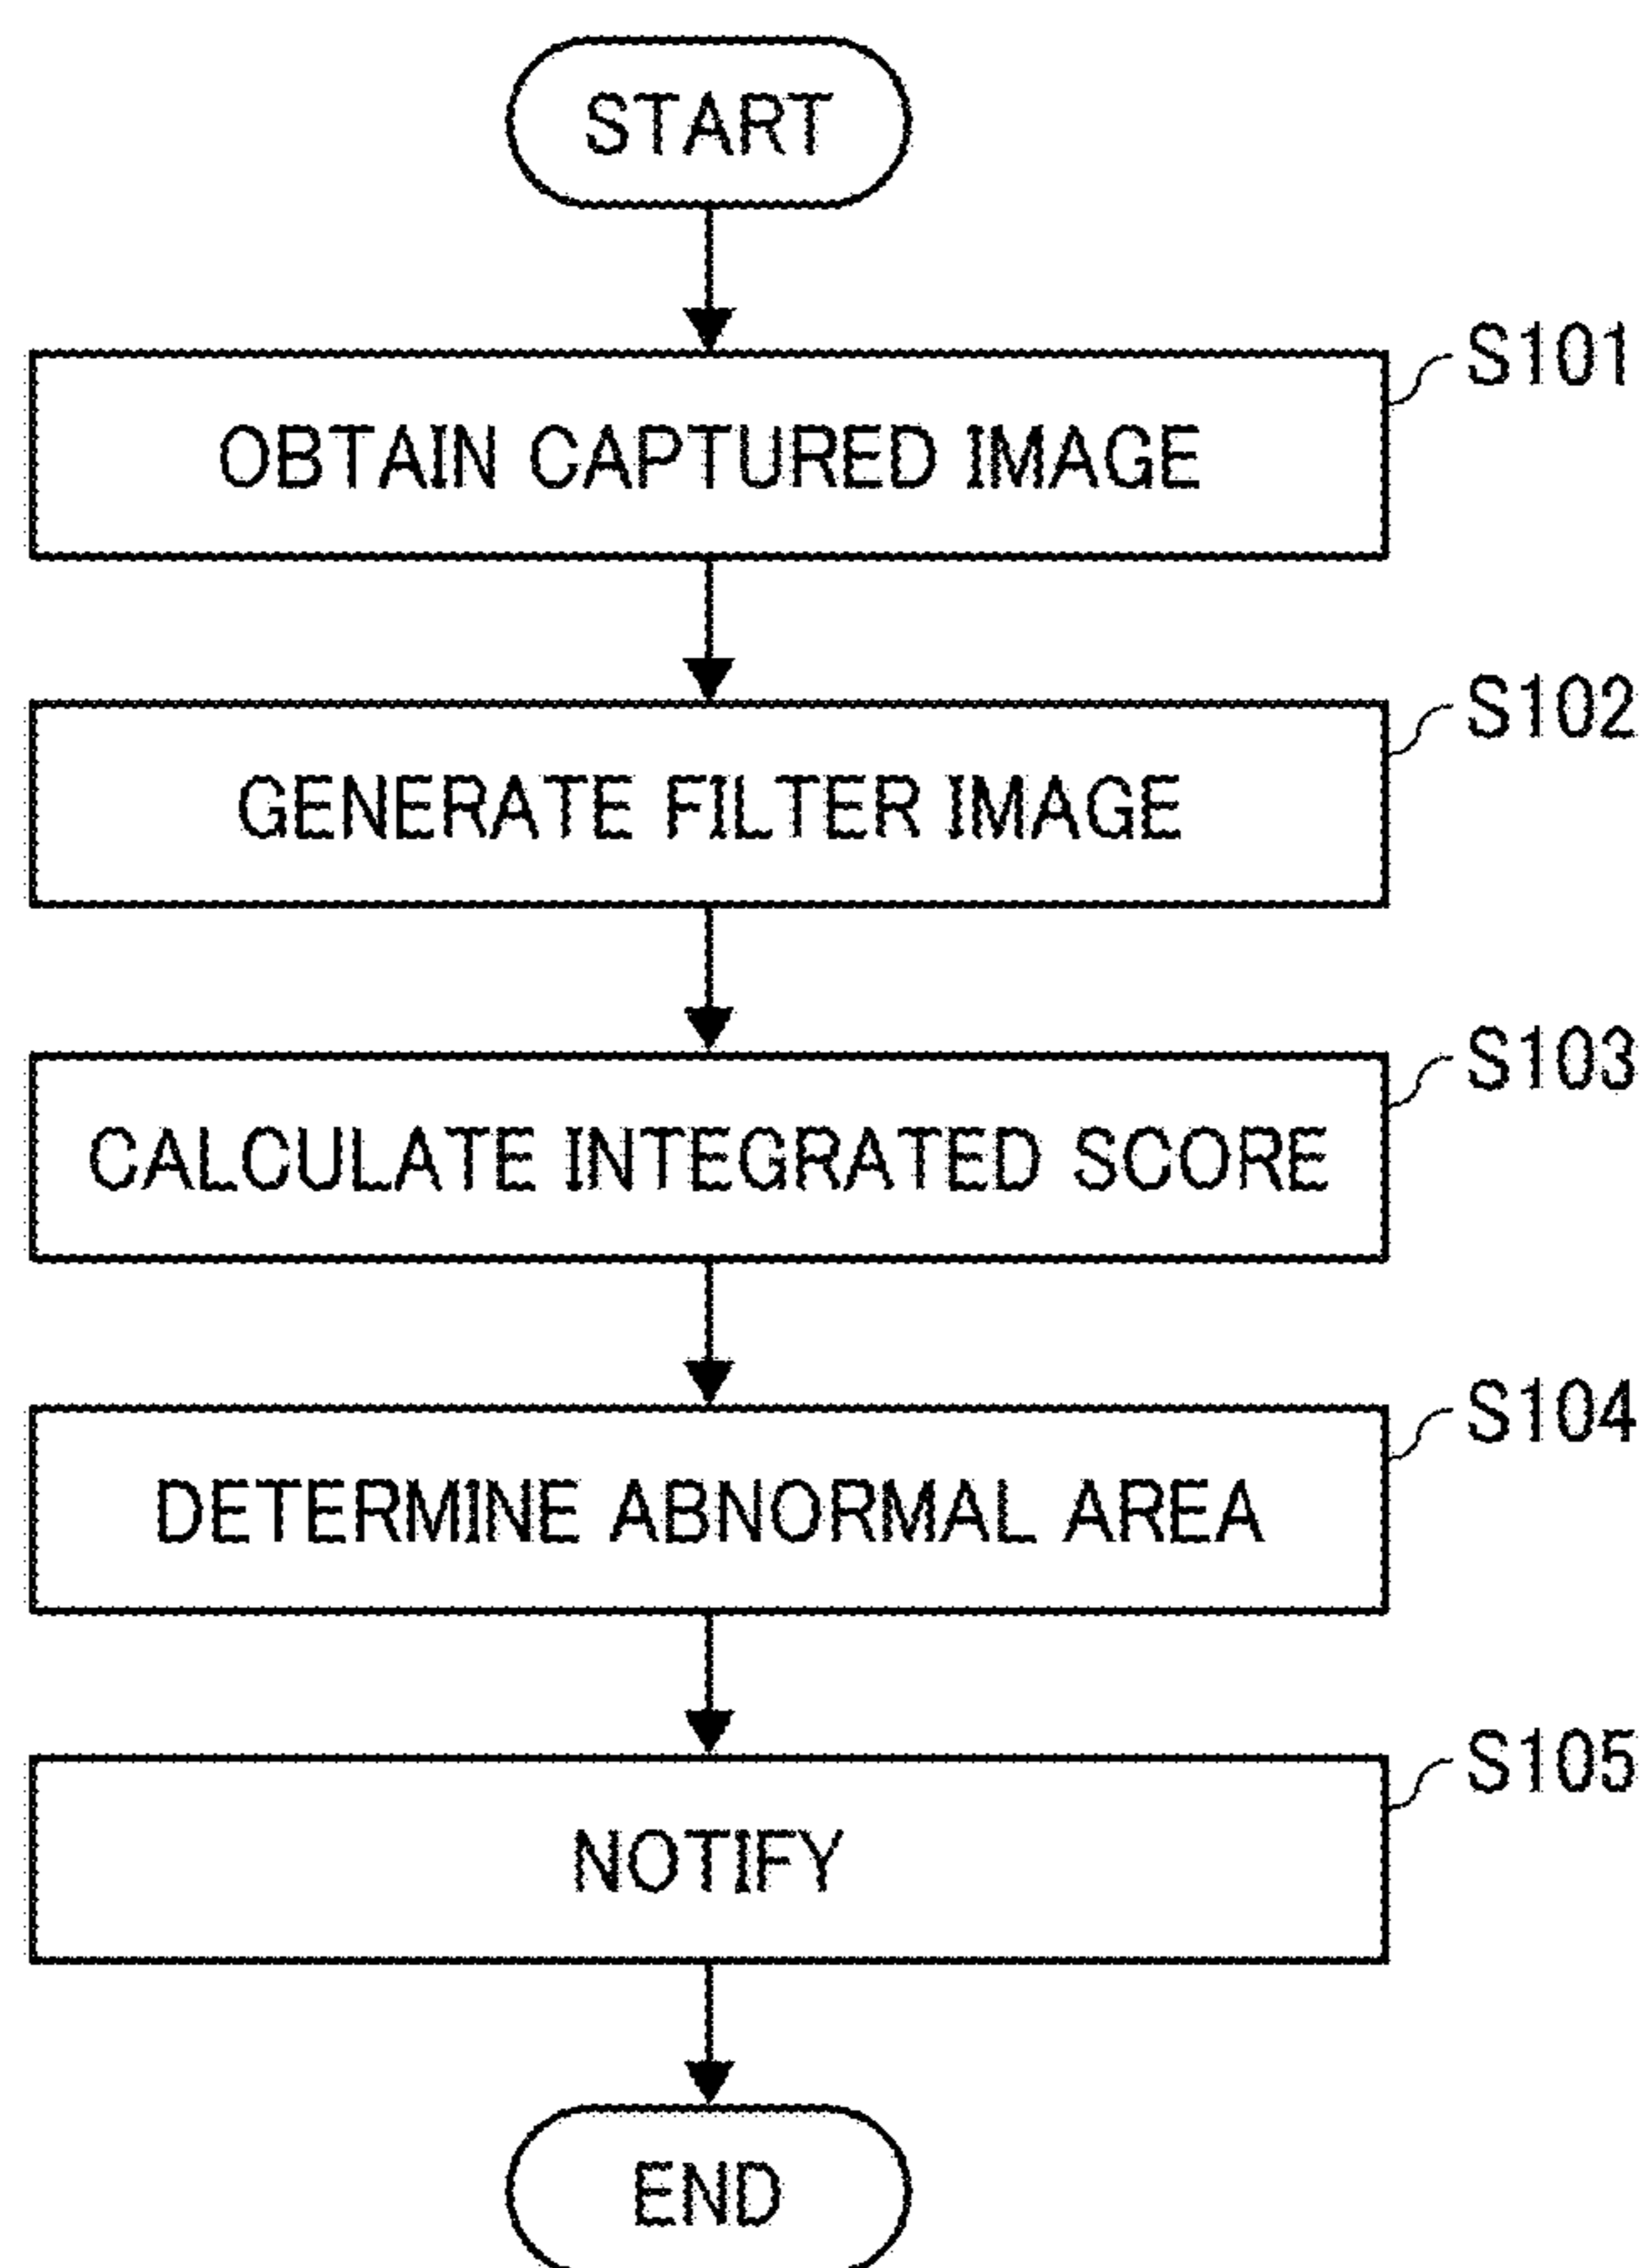 START
S101
OBTAIN CAPTURED IMAGE
S102
GENERATE FILTER IMAGE
S103
CALCULATE INTEGRATED SCORE
S104
DETERMINE ABNORMAL AREA
S105
NOTIFY
END